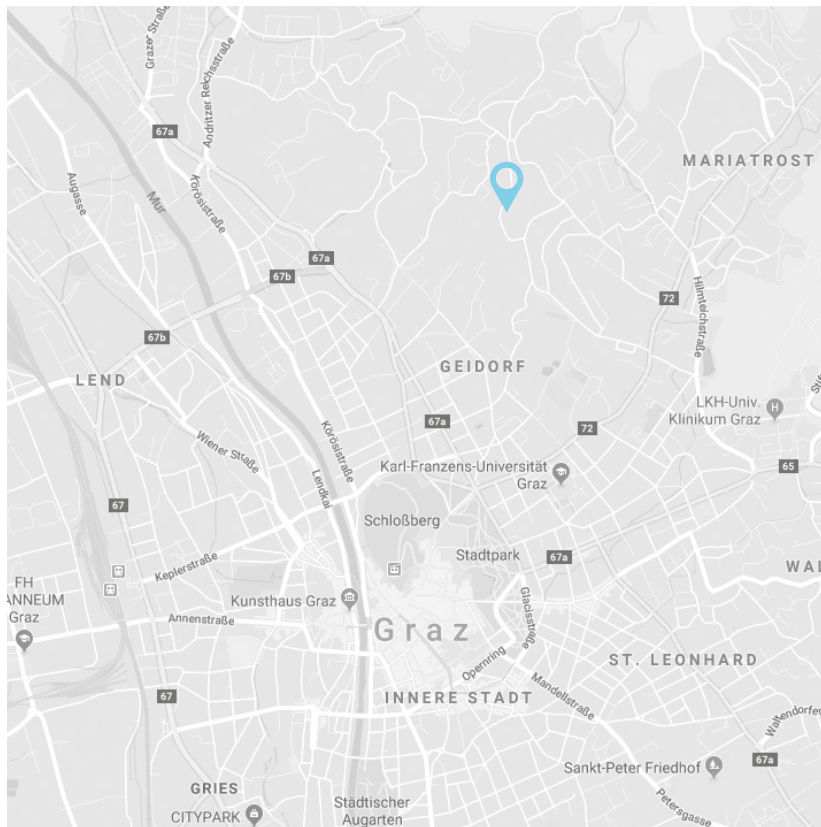 Grazer Straße
Andritzer Reichsstraße
67a
MARIATROST
Augasse
Mur
Körösistraße
67a
67b
72
Hilmteichstraße
67b
GEIDORF
LEND
LKH-Univ.
Klinikum Graz
67a
72
Körösistraße
Wiener Straße
Karl-Franzens-Universität
Graz
65
Lendkai
67
Schloßberg
Stadtpark
67a
Keplerstraße
FH
ANNEUM
Graz
Kunsthaus Graz
Glacisstraße
Annenstraße
Graz
Opernring
ST. LEONHARD
Mandellstraße
67
INNERE STADT
Waltendorfe
67a
Sankt-Peter Friedhof
GRIES
CITYPARK
Städtischer
Augarten
Petersgasse